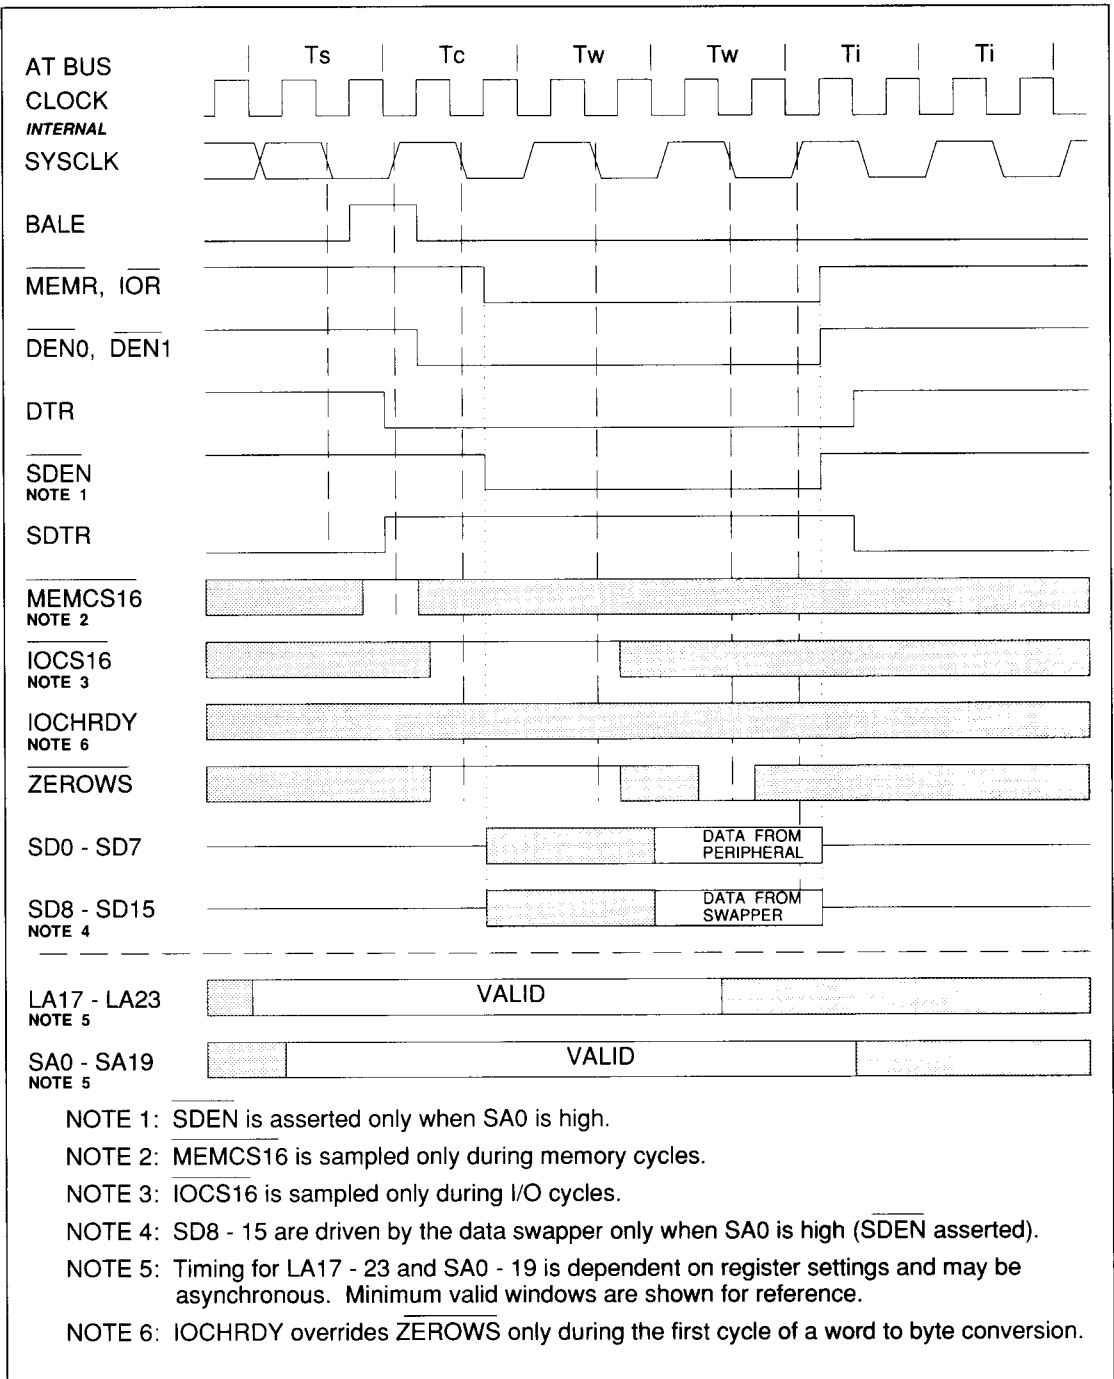 Ts Tc Tw Tw Ti Ti
AT BUS
CLOCK
INTERNAL
SYSCLK
BALE
MEMR, IOR
DEN0, DEN1
DTR
SDEN
NOTE 1
SDTR
MEMCS16
NOTE 2
IOCS16
NOTE 3
IOCHRDY
NOTE 6
ZEROWS
SD0 - SD7
DATA FROM
PERIPHERAL
SD8 - SD15
NOTE 4
DATA FROM
SWAPPER
LA17 - LA23
NOTE 5
VALID
SA0 - SA19
NOTE 5
VALID
NOTE 1: SDEN is asserted only when SA0 is high.
NOTE 2: MEMCS16 is sampled only during memory cycles.
NOTE 3: IOCS16 is sampled only during I/O cycles.
NOTE 4: SD8 - 15 are driven by the data swapper only when SA0 is high (SDEN asserted).
NOTE 5: Timing for LA17 - 23 and SA0 - 19 is dependent on register settings and may be
asynchronous. Minimum valid windows are shown for reference.
NOTE 6: IOCHRDY overrides ZEROWS only during the first cycle of a word to byte conversion.